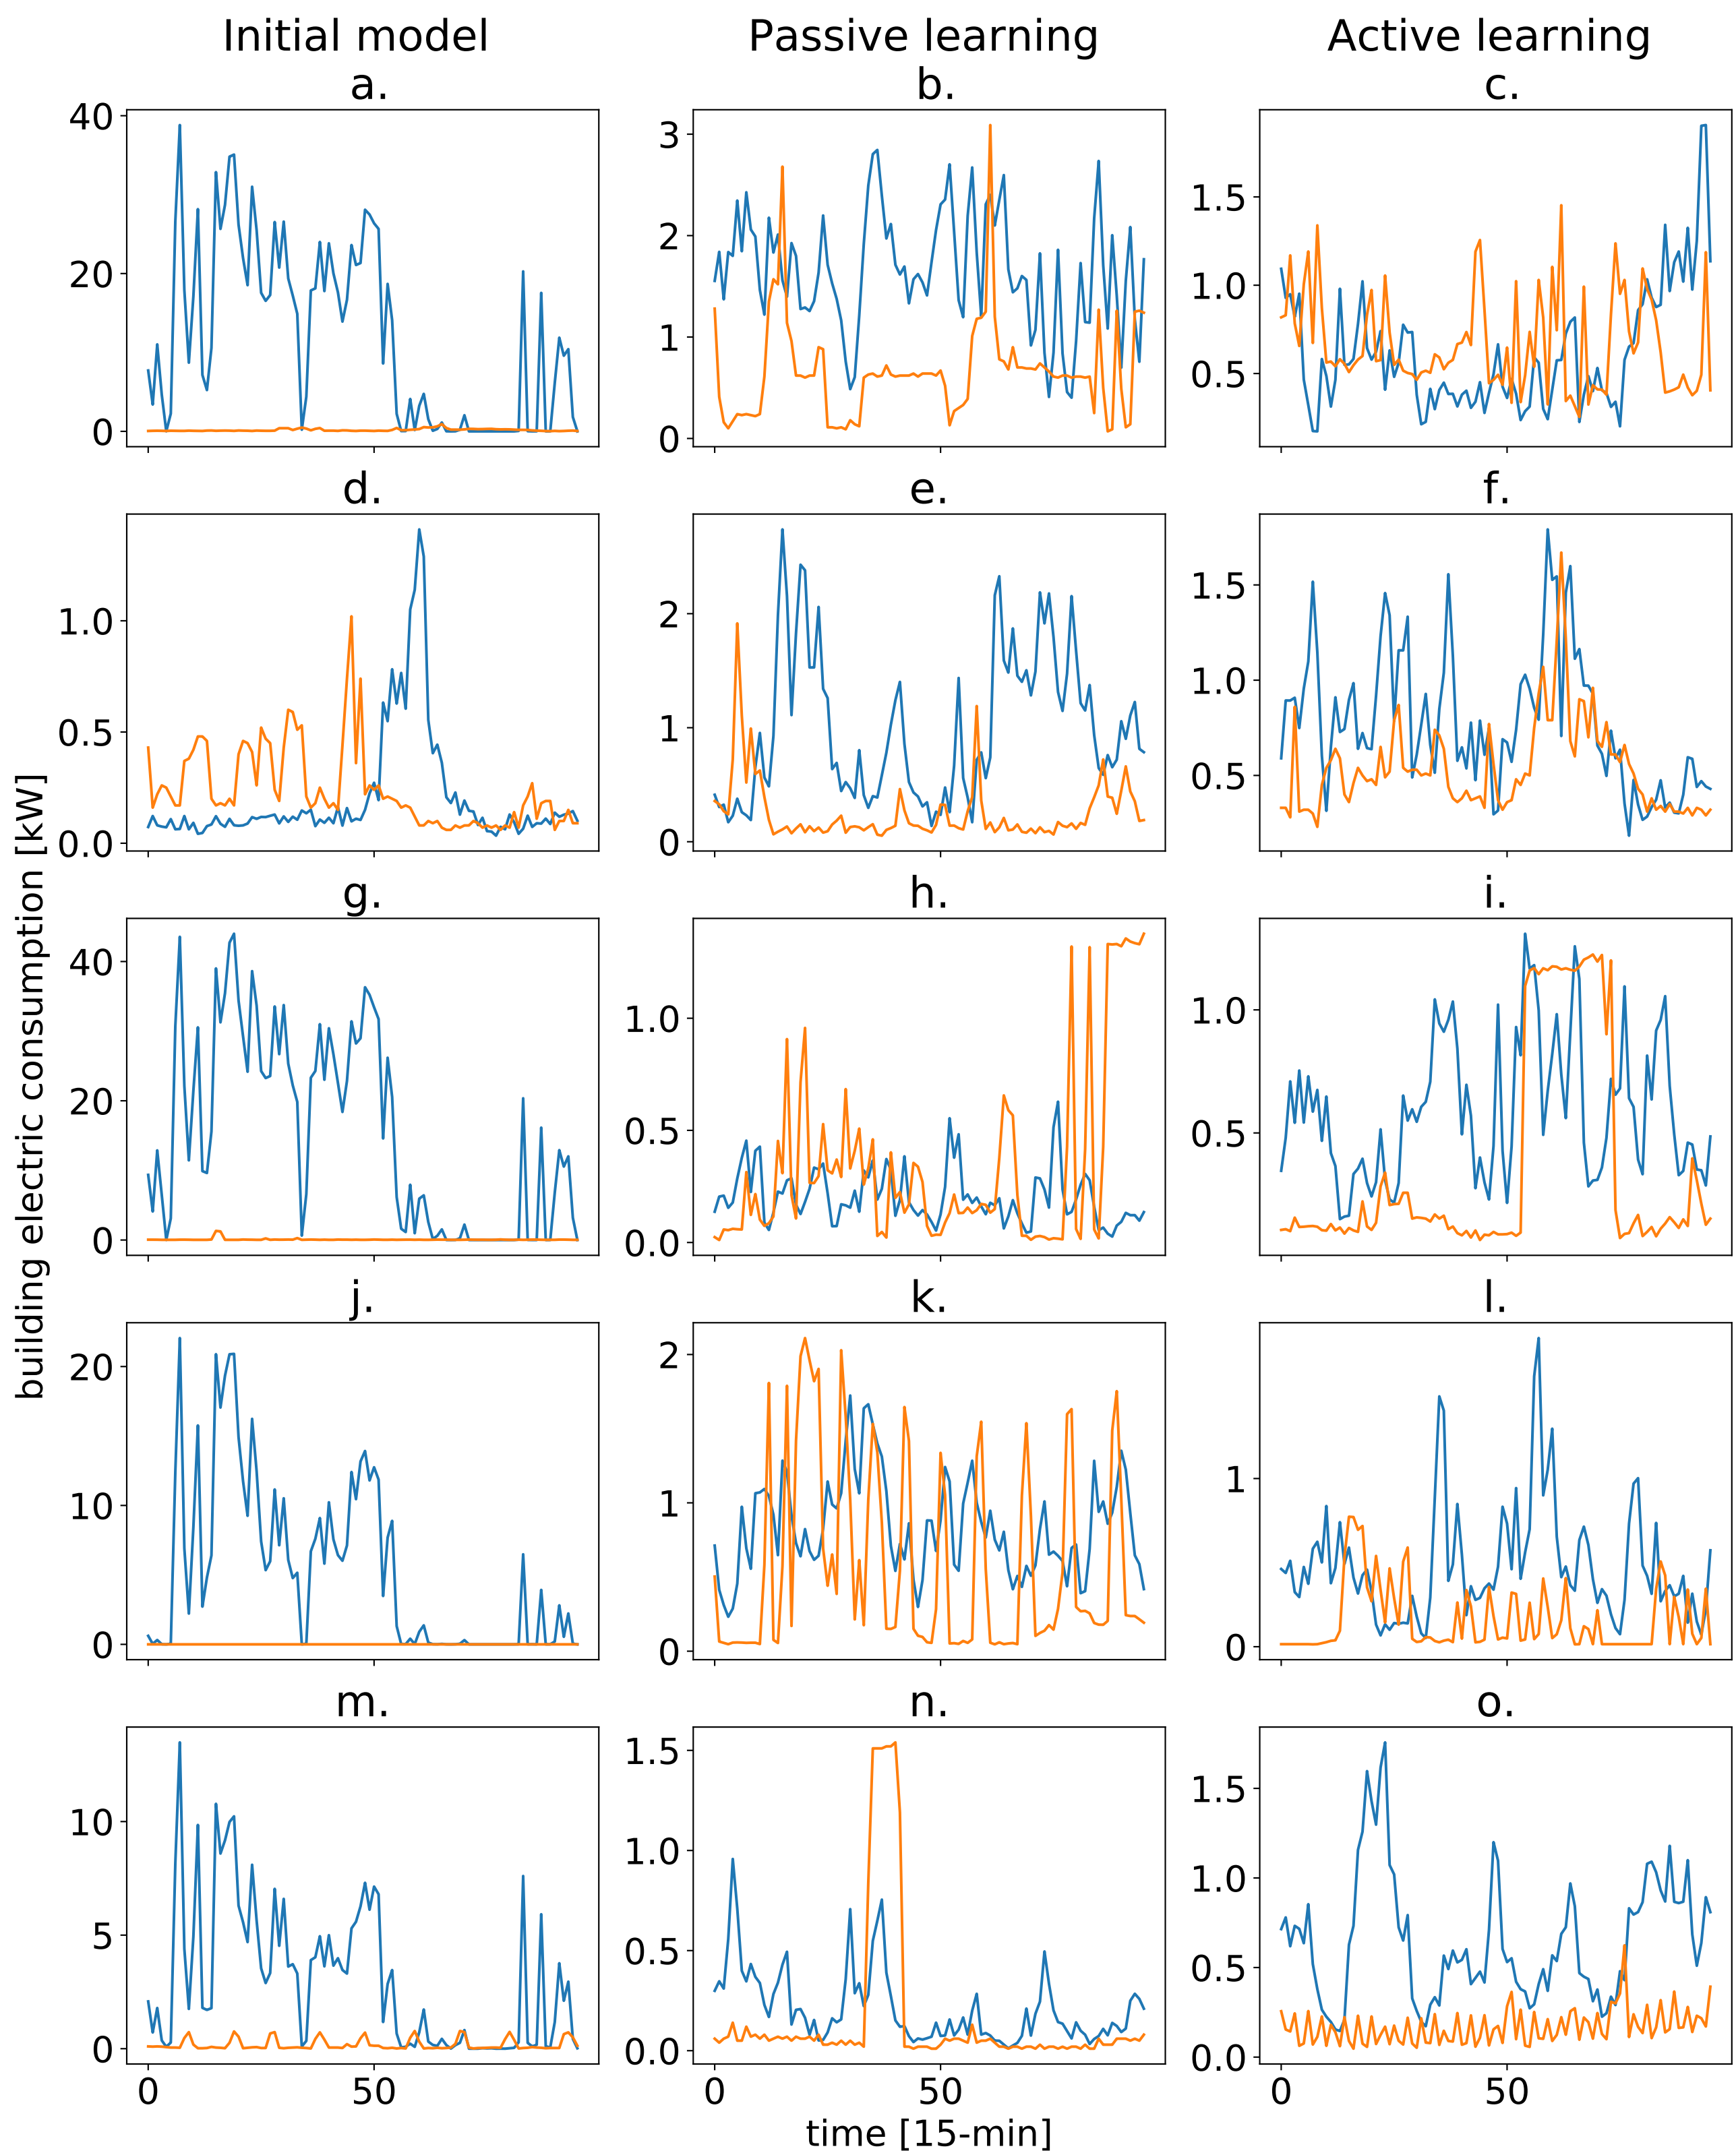 Initial model
Passive learning
Active learning
a.
b.
c.
40
20
0
3
2
1
0
1.5
1.0
0.5
d.
e.
f.
1.0
0.5
0.0
2
1
0
1.5
1.0
0.5
building electric consumption [kW]
g.
h.
i.
40
20
0
1.0
0.5
0.0
1.0
0.5
j.
k.
l.
20
10
0
2
1
0
1
0
m.
n.
o.
10
5
0
1.5
1.0
0.5
0.0
1.5
1.0
0.5
0.0
0 50
0 50
0 50
time [15-min]